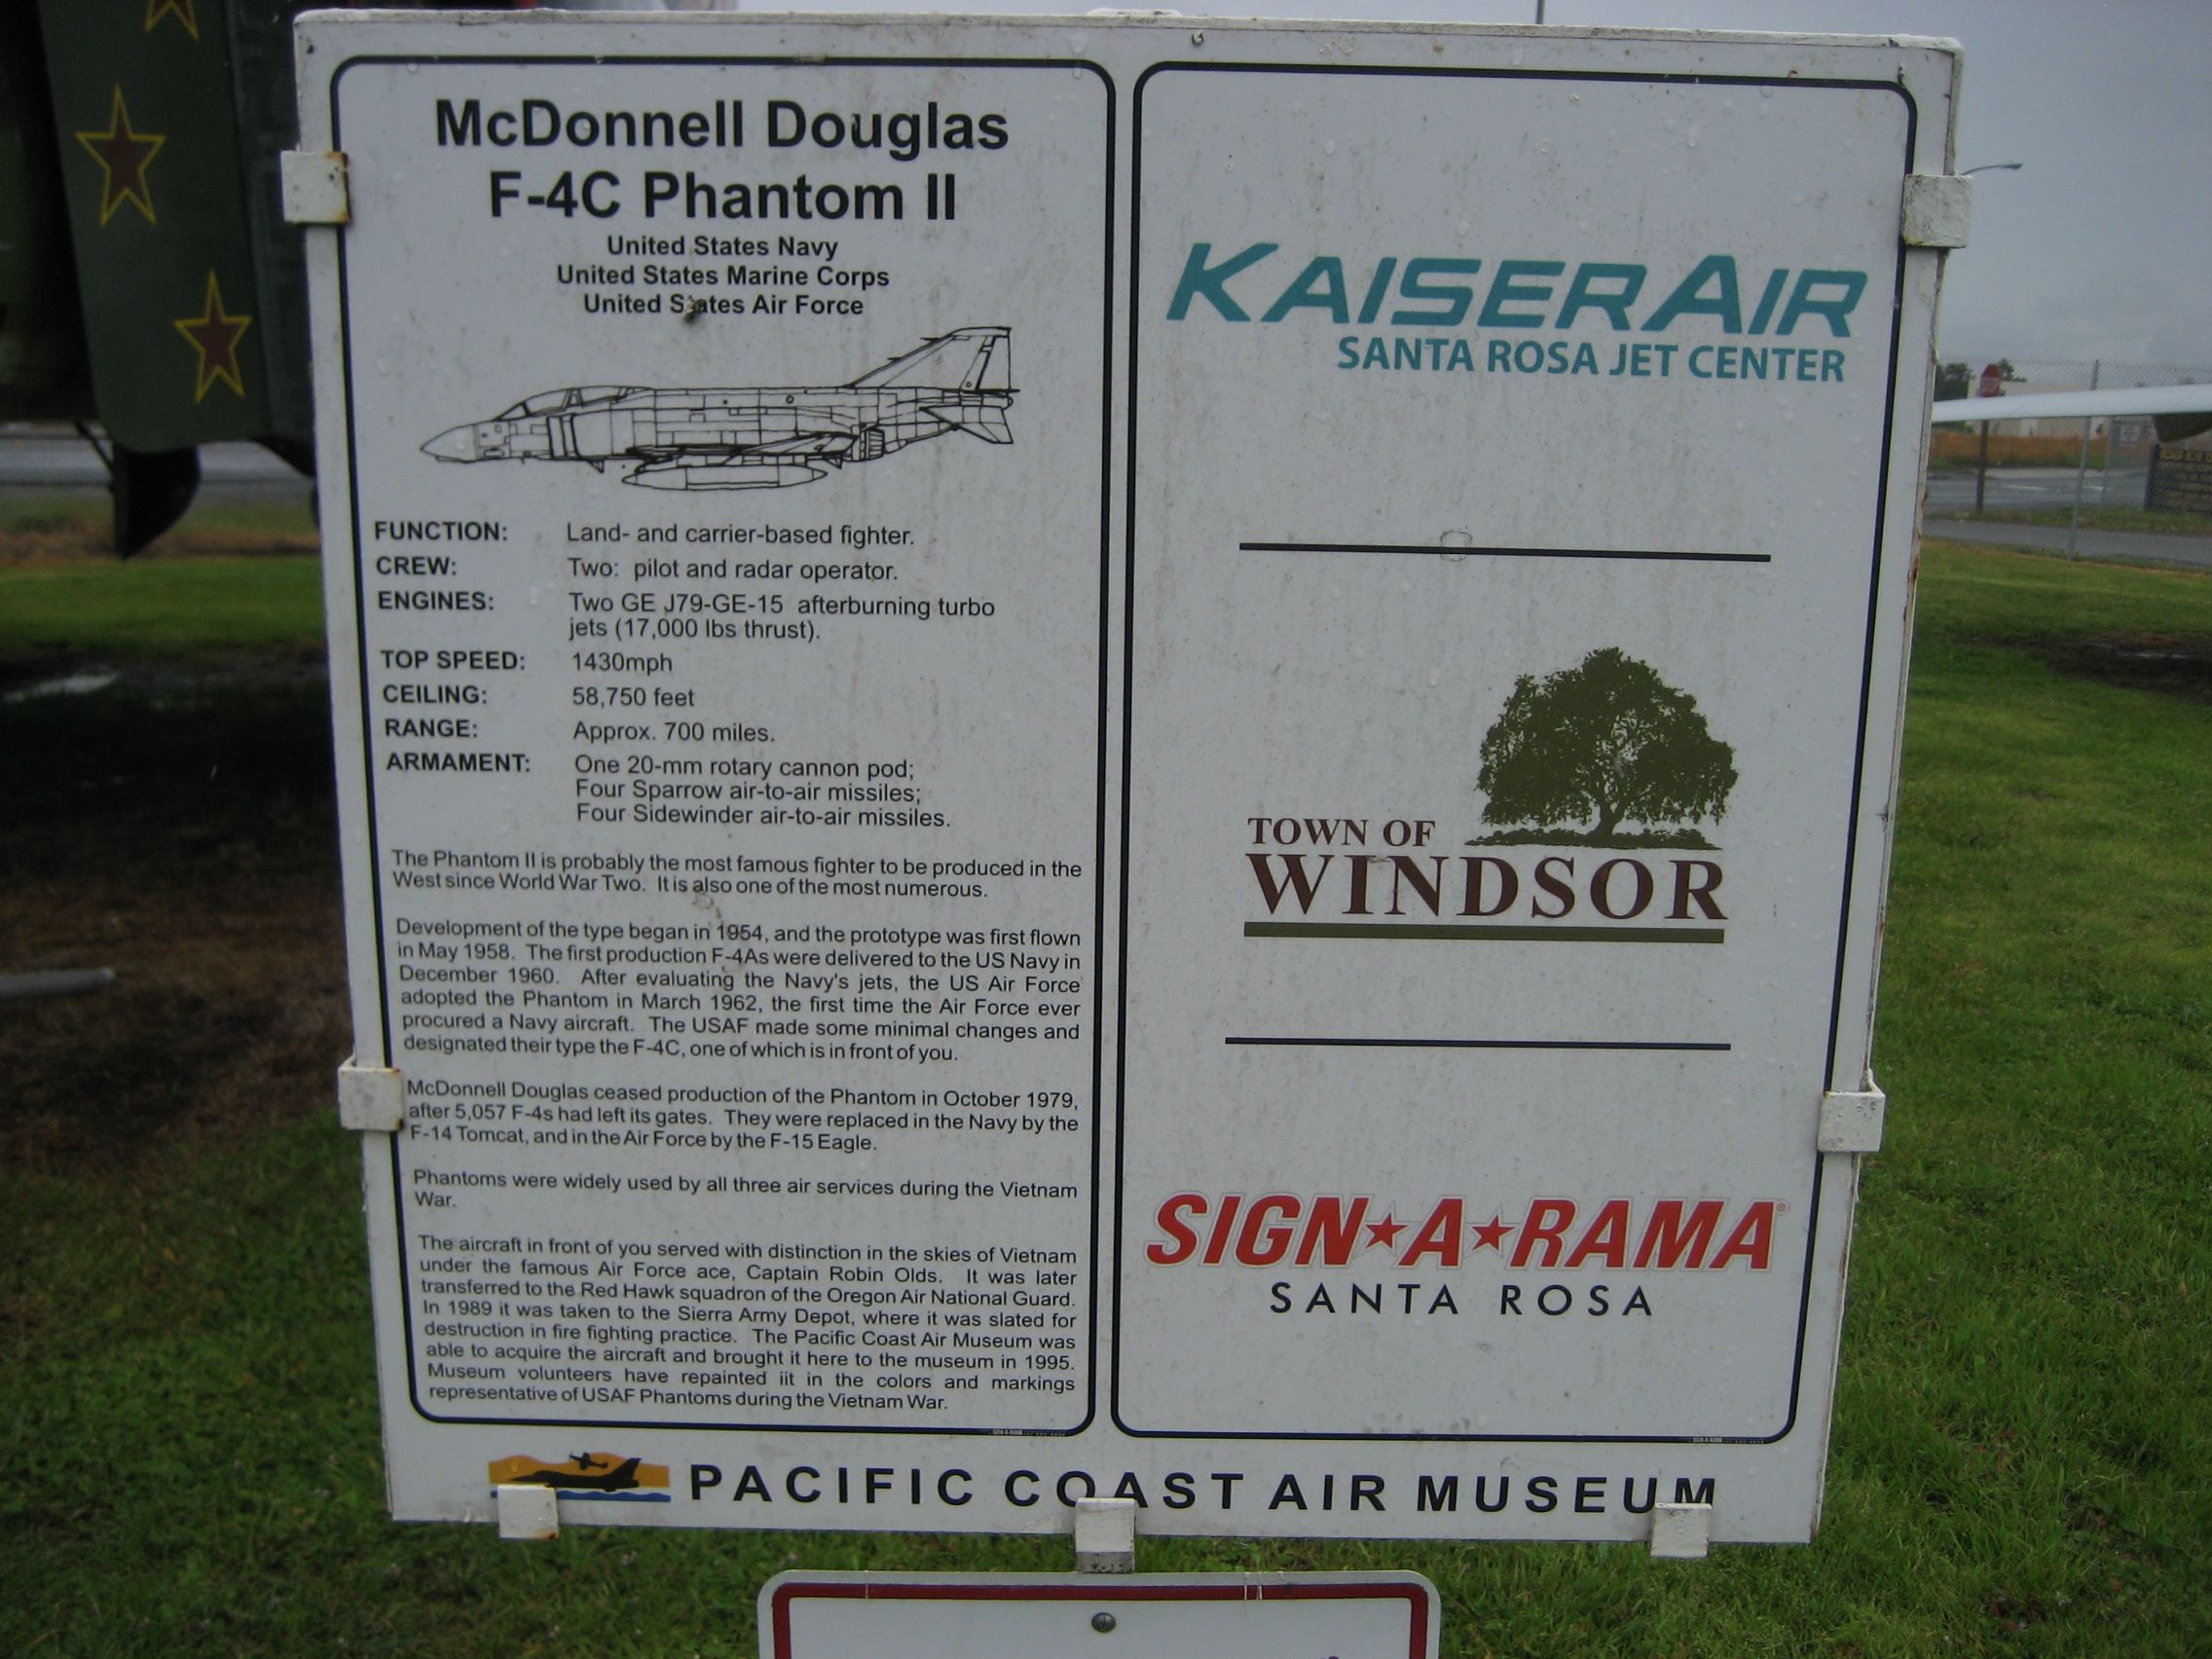 McDonnell Douglas
F-4C Phantom II
United States Navy
United States Marine Corps
United States Air Force
FUNCTION: Land- and carrier-based fighter.
CREW: Two: pilot and radar operator.
ENGINES: Two GE J79-GE-15 afterburning turbo
jets (17,000 lbs thrust).
TOP SPEED: 1430mph
CEILING: 58,750 feet
RANGE: Approx. 700 miles.
ARMAMENT: One 20-mm rotary cannon pod;
Four Sparrow air-to-air missiles;
Four Sidewinder air-to-air missiles.
The Phantom II is probably the most famous fighter to be produced in the
West since World War Two. It is also one of the most numerous.
Development of the type began in 1954, and the prototype was first flown
in May 1958. The first production F-4As were delivered to the US Navy in
December 1960. After evaluating the Navy's jets, the US Air Force
adopted the Phantom in March 1962, the first time the Air Force ever
procured a Navy aircraft. The USAF made some minimal changes and
designated their type the F-4C, one of which is in front of you.
McDonnell Douglas ceased production of the Phantom in October 1979,
after 5,057 F-4s had left its gates. They were replaced in the Navy by the
F-14 Tomcat, and in the Air Force by the F-15 Eagle.
Phantoms were widely used by all three air services during the Vietnam
War.
The aircraft in front of you served with distinction in the skies of Vietnam
under the famous Air Force ace, Captain Robin Olds. It was later
transferred to the Red Hawk squadron of the Oregon Air National Guard.
In 1989 it was taken to the Sierra Army Depot, where it was slated for
destruction in fire fighting practice. The Pacific Coast Air Museum was
able to acquire the aircraft and brought it here to the museum in 1995.
Museum volunteers have repainted iit in the colors and markings
representative of USAF Phantoms during the Vietnam War.
KAISERAIR
SANTA ROSA JET CENTER
TOWN OF
WINDSOR
SIGN★A★RAMA®
SANTA ROSA
PACIFIC COAST AIR MUSEUM